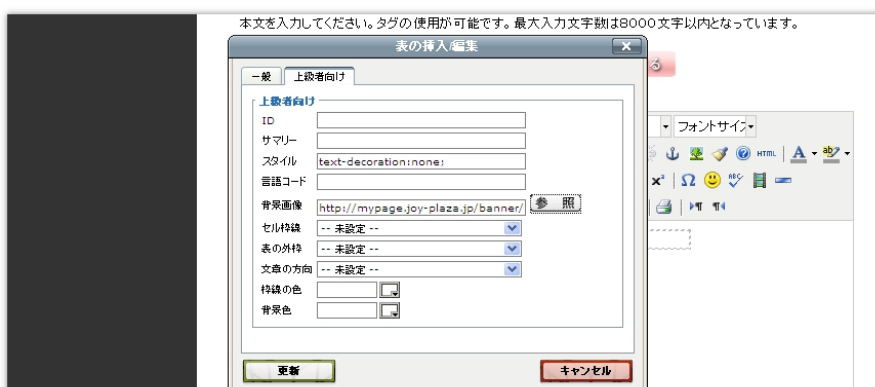 本文を入力してください。タグの使用が可能です。最大入力文字数は8000文字以内となっています。
表の挿入/編集
る
一般 上級者向け
上級者向け
ID
サマリー
スタイル text-decoration:none;
フォントサイズ
HTML A ab
言語コード
x² Ω ABC
背景画像 http://mypage.joy-plaza.jp/banner/ 参 照
セル枠線 -- 未設定 --
表の外枠 -- 未設定 --
文章の方向 -- 未設定 --
枠線の色
背景色
更新 キャンセル